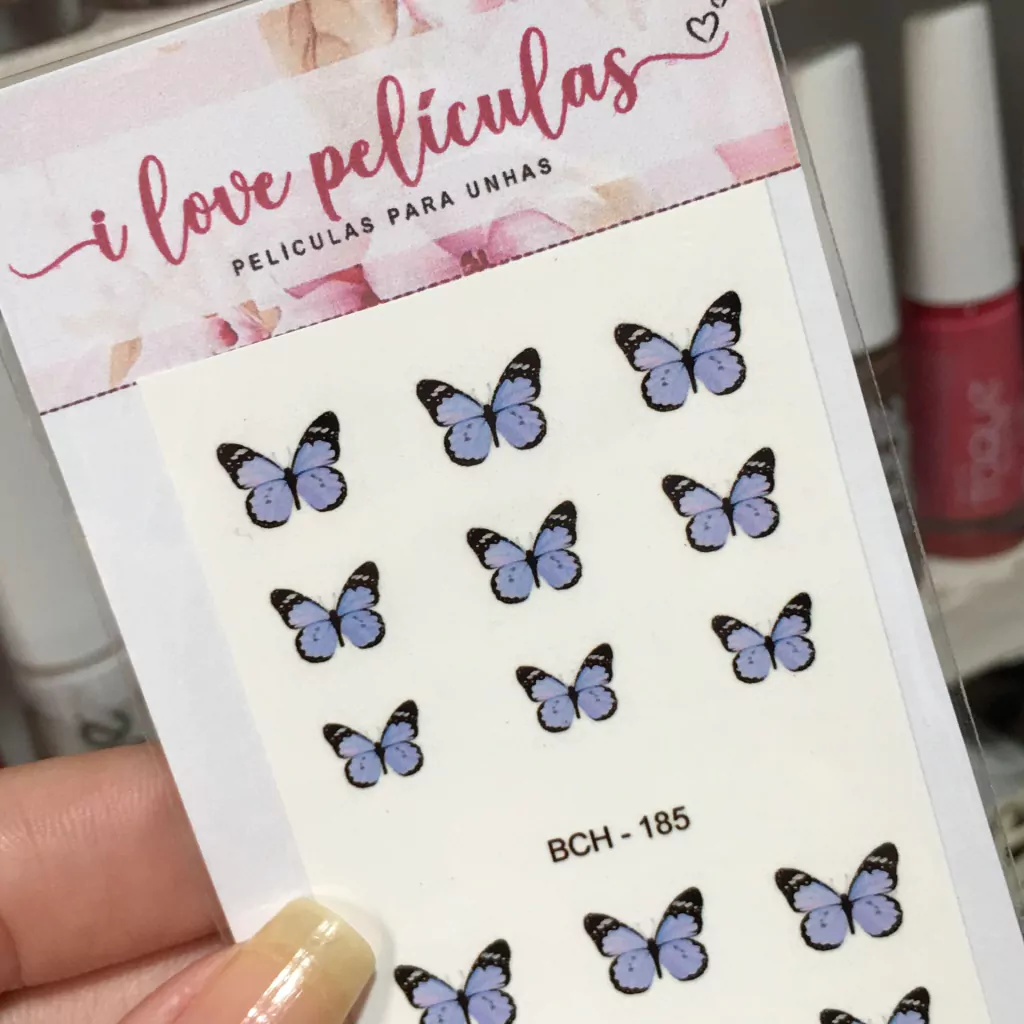 i love películas
PELÍCULAS PARA UNHAS
BCH - 185